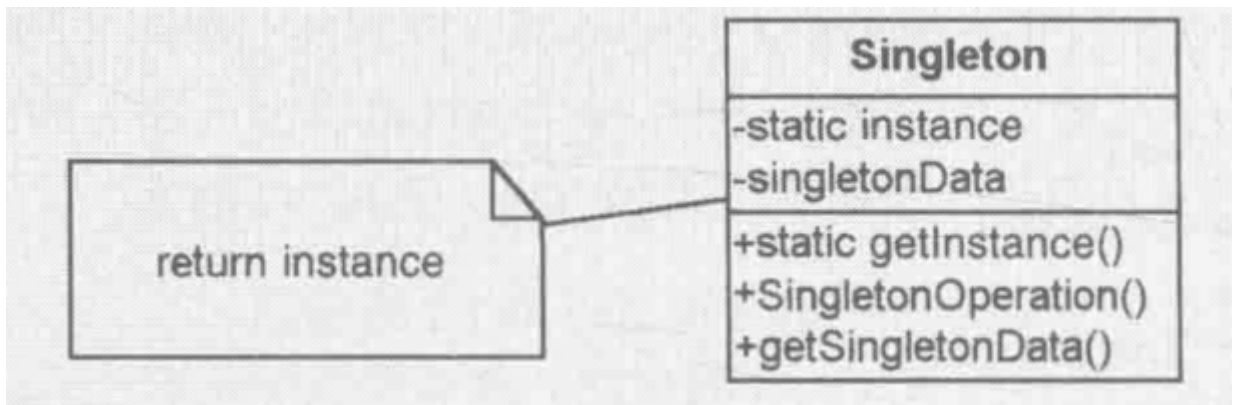 Singleton
-static instance
-singletonData
return instance
+static getInstance()
+SingletonOperation()
+getSingletonData()